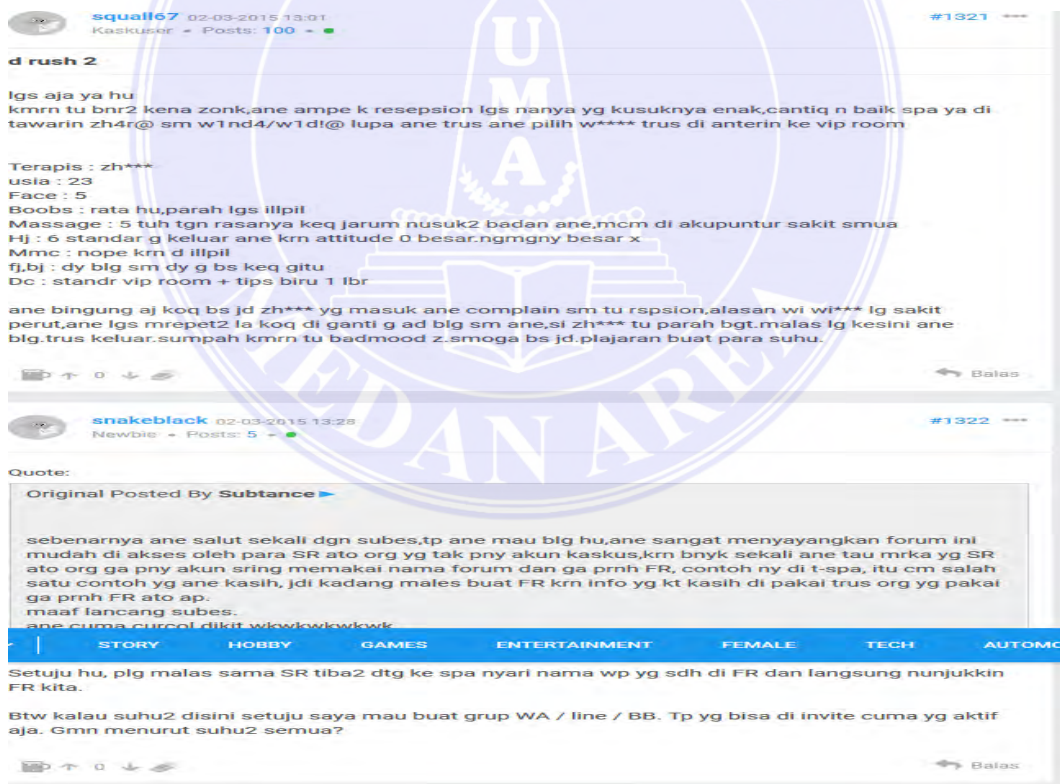 squall67 02-03-2015 13:01
#1321
Kaskuser • Posts: 100
d rush 2
lgs aja ya hu
kmrn tu bnr2 kena zonk,ane ampe k resepsion lgs nanya yg kusuknya enak,cantiq n baik spa ya di
tawarin zh4r@ sm w1nd4/w1d!@ lupa ane trus ane pilih w**** trus di anterin ke vip room
Terapis : zh***
usia : 23
Face : 5
Boobs : rata hu,parah lgs illpil
Massage : 5 tuh tgn rasanya keq jarum nusuk2 badan ane,mcm di akupuntur sakit smua
Hj : 6 standar g keluar ane krn attitude 0 besar.ngmgny besar x
Mmc : nope krn d illpil
fj,bj : dy blg sm dy g bs keq gitu
Dc : standr vip room + tips biru 1 lbr
ane bingung aj koq bs jd zh*** yg masuk ane complain sm tu rspsion,alasan wi wi*** lg sakit
perut,ane lgs mrepet2 la koq di ganti g ad blg sm ane,si zh*** tu parah bgt.malas lg kesini ane
blg.trus keluar.sumpah kmrn tu badmood z.smoga bs jd.plajaran buat para suhu.
0
Balas
snakeblack 02-03-2015 13:28
#1322
Newbie • Posts: 5
Quote:
Original Posted By Subtance►
sebenarnya ane salut sekali dgn subes,tp ane mau blg hu,ane sangat menyayangkan forum ini
mudah di akses oleh para SR ato org yg tak pny akun kaskus,krn bnyk sekali ane tau mrka yg SR
ato org ga pny akun sring memakai nama forum dan ga prnh FR, contoh ny di t-spa, itu cm salah
satu contoh yg ane kasih, jdi kadang males buat FR krn info yg kt kasih di pakai trus org yg pakai
ga prnh FR ato ap.
maaf lancang subes.
ane cuma curcol dikit wkwkwkwkwk
STORY HOBBY GAMES ENTERTAINMENT FEMALE TECH AUTOMO
Setuju hu, plg malas sama SR tiba2 dtg ke spa nyari nama wp yg sdh di FR dan langsung nunjukkin
FR kita.
Btw kalau suhu2 disini setuju saya mau buat grup WA / line / BB. Tp yg bisa di invite cuma yg aktif
aja. Gmn menurut suhu2 semua?
0
Balas
UMA
MEDAN AREA